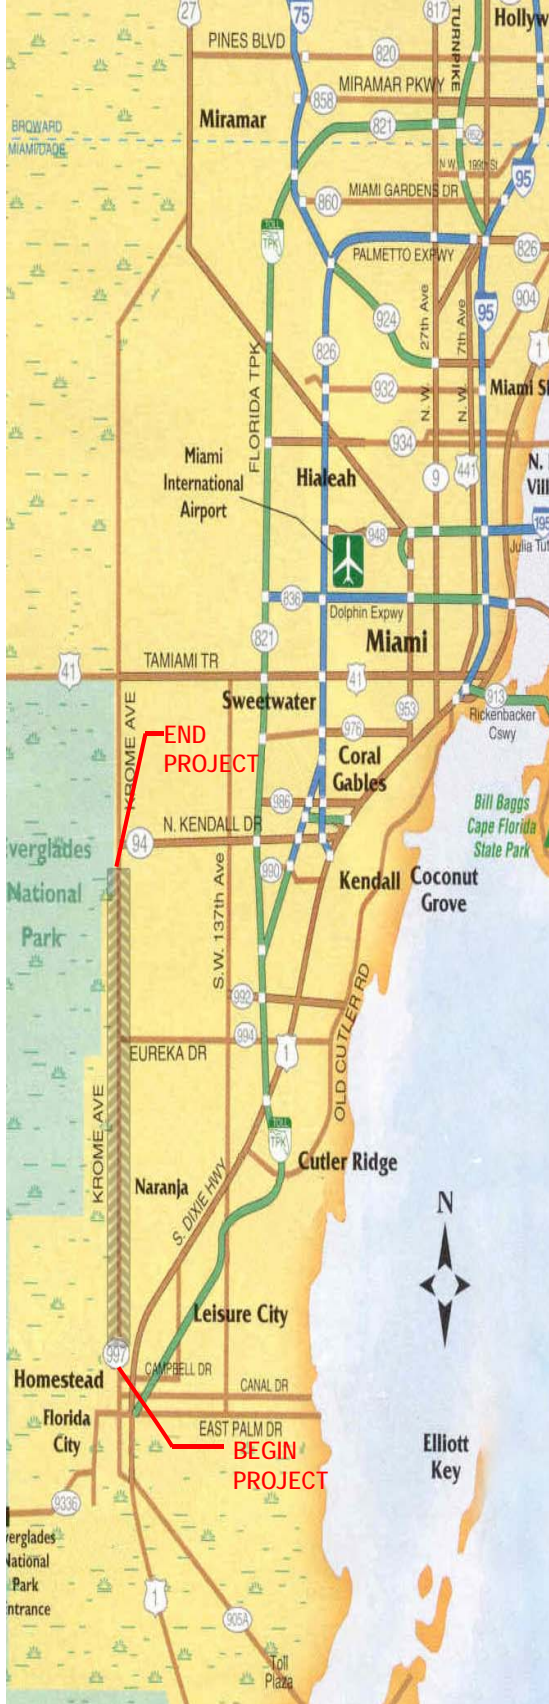 27
75
817
TURNPIKE
Hollyw
PINES BLVD
820
MIRAMAR PKWY
858
Miramar
821
BROWARD
MIAMI/DADE
852
N.W. 199th St.
95
MIAMI GARDENS DR
860
TOLL
TPK
PALMETTO EXPWY
826
904
95
924
27th Ave
7th Ave
1
826
FLORIDA TPK
932
N. W.
N. W.
Miami Sh
934
Miami
International
Airport
Hialeah
9
441
N.
Vill
195
948
Julia Tut
836
Dolphin Expwy
821
Miami
TAMIAMI TR
41
41
913
Rickenbacker
Cswy
KROME AVE
Sweetwater
953
976
END
PROJECT
Coral
Gables
986
Bill Baggs
Cape Florida
State Park
N. KENDALL DR
94
verglades
National
Park
S.W. 137th Ave
990
Kendall
Coconut
Grove
992
994
1
EURECA DR
OLD CUTLER RD
KROME AVE
TOLL
TPK
Cutler Ridge
Naranja
S. DIXIE HWY
N
Leisure City
997
CAMPBELL DR
Homestead
CANAL DR
Florida
City
EAST PALM DR
BEGIN
PROJECT
Elliott
Key
9336
verglades
National
Park
ntrance
1
905A
Toll
Plaza